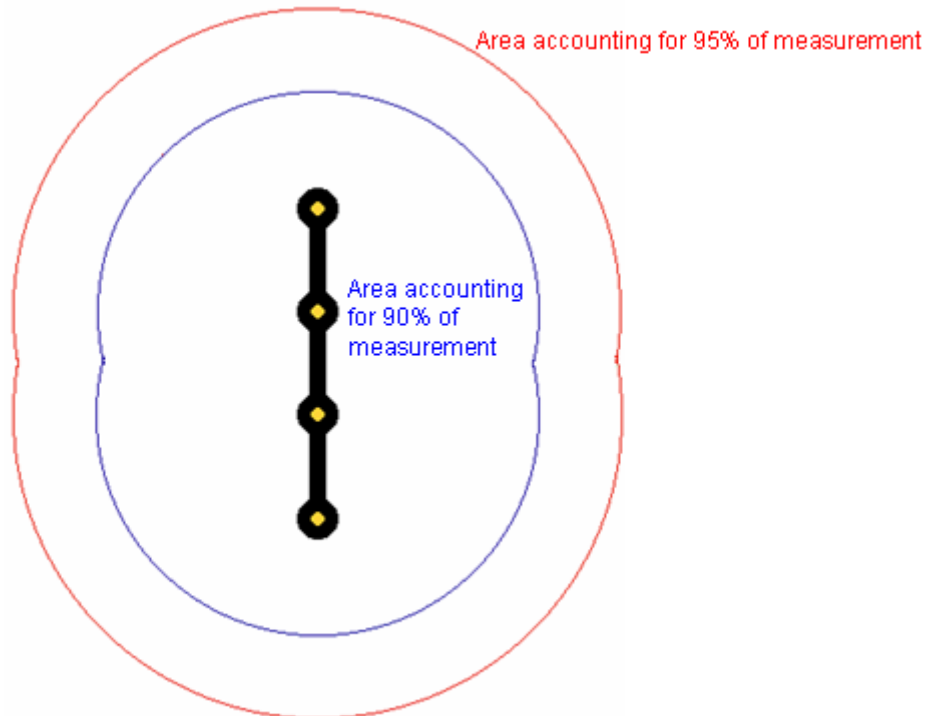 Area accounting for 95% of measurement
Area accounting
for 90% of
measurement